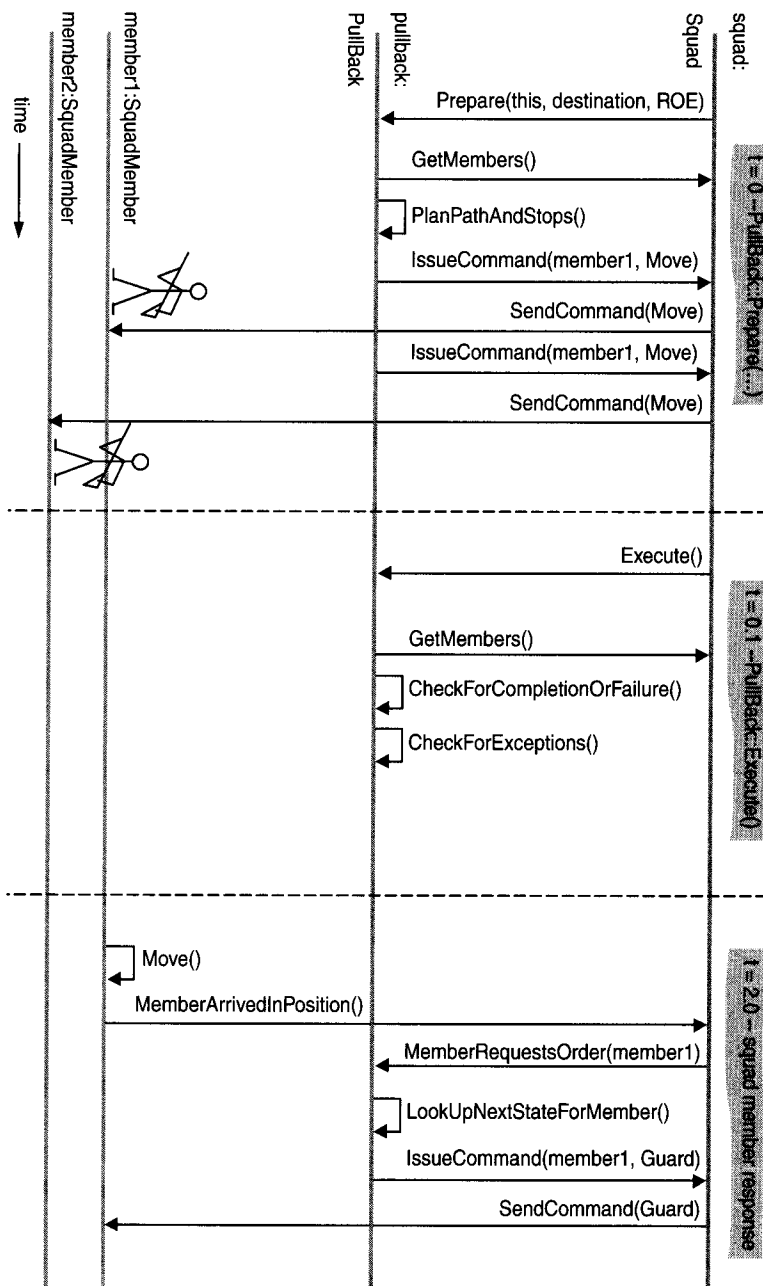 squad:
Squad
pullback:
PullBack
member1:SquadMember
member2:SquadMember
time
t = 0 –PullBack::Prepare(...)
Prepare(this, destination, ROE)
GetMembers()
PlanPathAndStops()
IssueCommand(member1, Move)
SendCommand(Move)
IssueCommand(member1, Move)
SendCommand(Move)
t = 0.1 –PullBack::Execute()
Execute()
GetMembers()
CheckForCompletionOrFailure()
CheckForExceptions()
t = 2.0 – squad member response
Move()
MemberArrivedInPosition()
MemberRequestsOrder(member1)
LookUpNextStateForMember()
IssueCommand(member1, Guard)
SendCommand(Guard)